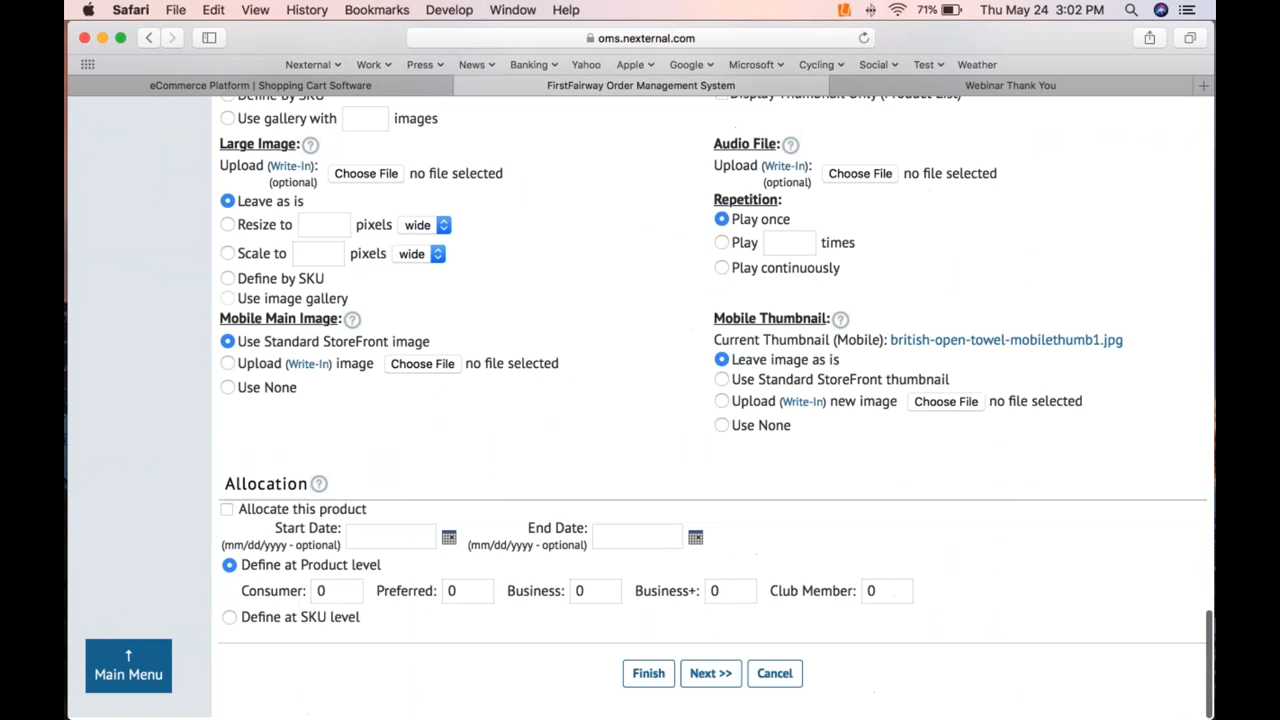 Safari File Edit View History Bookmarks Develop Window Help 71% Thu May 24 3:02 PM
oms.nexternal.com
Nexternal Work Press News Banking Yahoo Apple Google Microsoft Cycling Social Test Weather
eCommerce Platform | Shopping Cart Software FirstFairway Order Management System Webinar Thank You
Define by SKU Display Thumbnail Only (Product List)
Use gallery with images
Large Image: ? Audio File: ?
Upload (Write-In): Choose File no file selected Upload (Write-In): Choose File no file selected
(optional) (optional)
Leave as is Repetition:
Resize to pixels wide Play once
Scale to pixels wide Play times
Define by SKU Play continuously
Use image gallery
Mobile Main Image: ? Mobile Thumbnail: ?
Use Standard StoreFront image Current Thumbnail (Mobile): british-open-towel-mobilethumb1.jpg
Upload (Write-In) image Choose File no file selected Leave image as is
Use None Use Standard StoreFront thumbnail
Upload (Write-In) new image Choose File no file selected
Use None
Allocation ?
Allocate this product
Start Date: End Date:
(mm/dd/yyyy - optional) (mm/dd/yyyy - optional)
Define at Product level
Consumer: 0 Preferred: 0 Business: 0 Business+: 0 Club Member: 0
Define at SKU level
↑
Main Menu
Finish Next >> Cancel